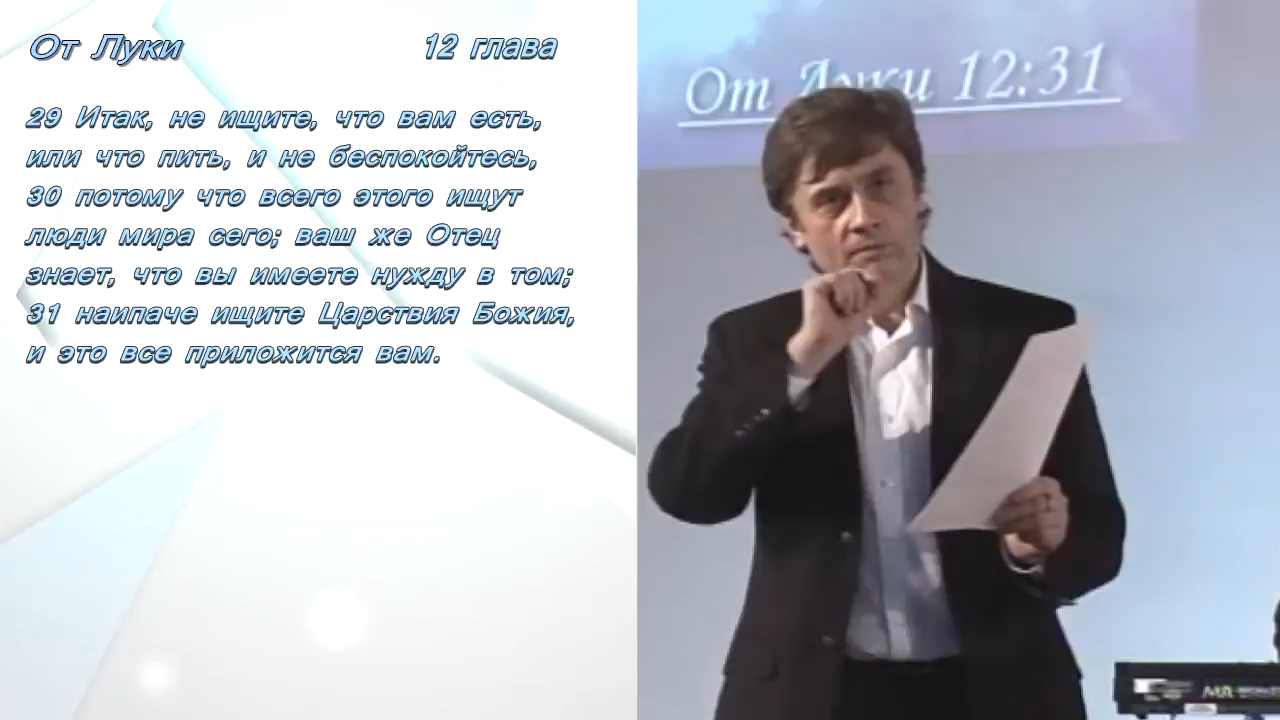 От Луки 12 глава
29 Итак, не ищите, что вам есть,
или что пить, и не беспокойтесь,
30 потому что всего этого ищут
люди мира сего; ваш же Отец
знает, что вы имеете нужду в том;
31 наипаче ищите Царствия Божия,
и это все приложится вам.
От Луки 12:31